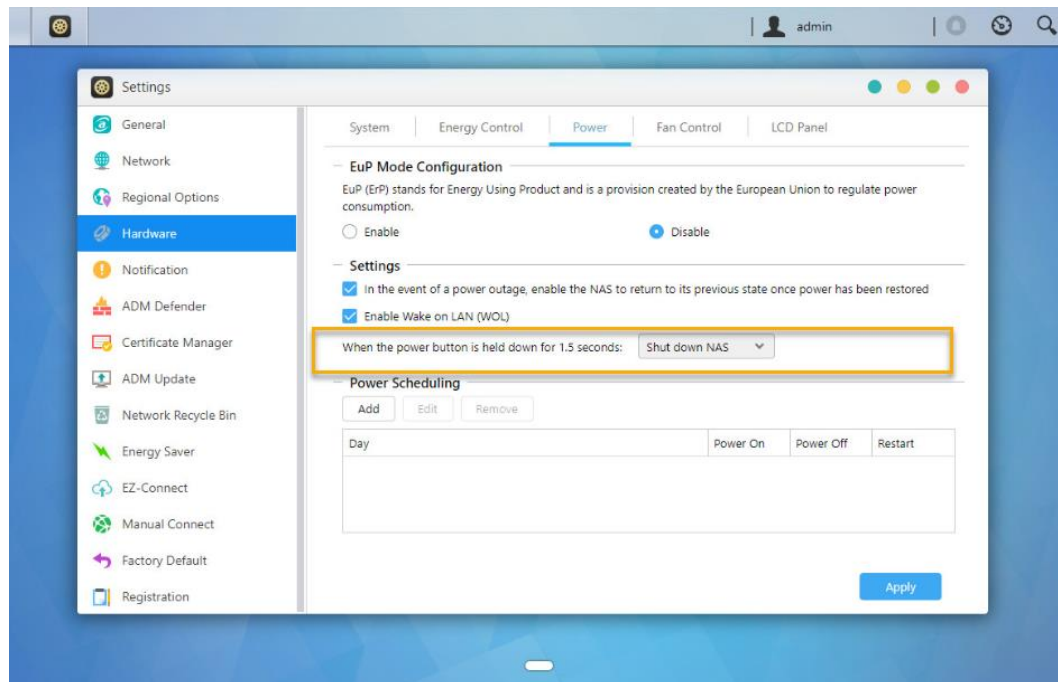 admin
Settings
General
Network
Regional Options
Hardware
Notification
ADM Defender
Certificate Manager
ADM Update
Network Recycle Bin
Energy Saver
EZ-Connect
Manual Connect
Factory Default
Registration
System Energy Control Power Fan Control LCD Panel
EuP Mode Configuration
EuP (ErP) stands for Energy Using Product and is a provision created by the European Union to regulate power
consumption.
Enable Disable
Settings
In the event of a power outage, enable the NAS to return to its previous state once power has been restored
Enable Wake on LAN (WOL)
When the power button is held down for 1.5 seconds: Shut down NAS
Power Scheduling
Add Edit Remove
Day Power On Power Off Restart
Apply